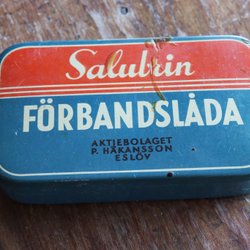 Salubrin
FÖRBANDSLÅDA
AKTIEBOLAGET
P. HÅKANSSON
ESLÖV